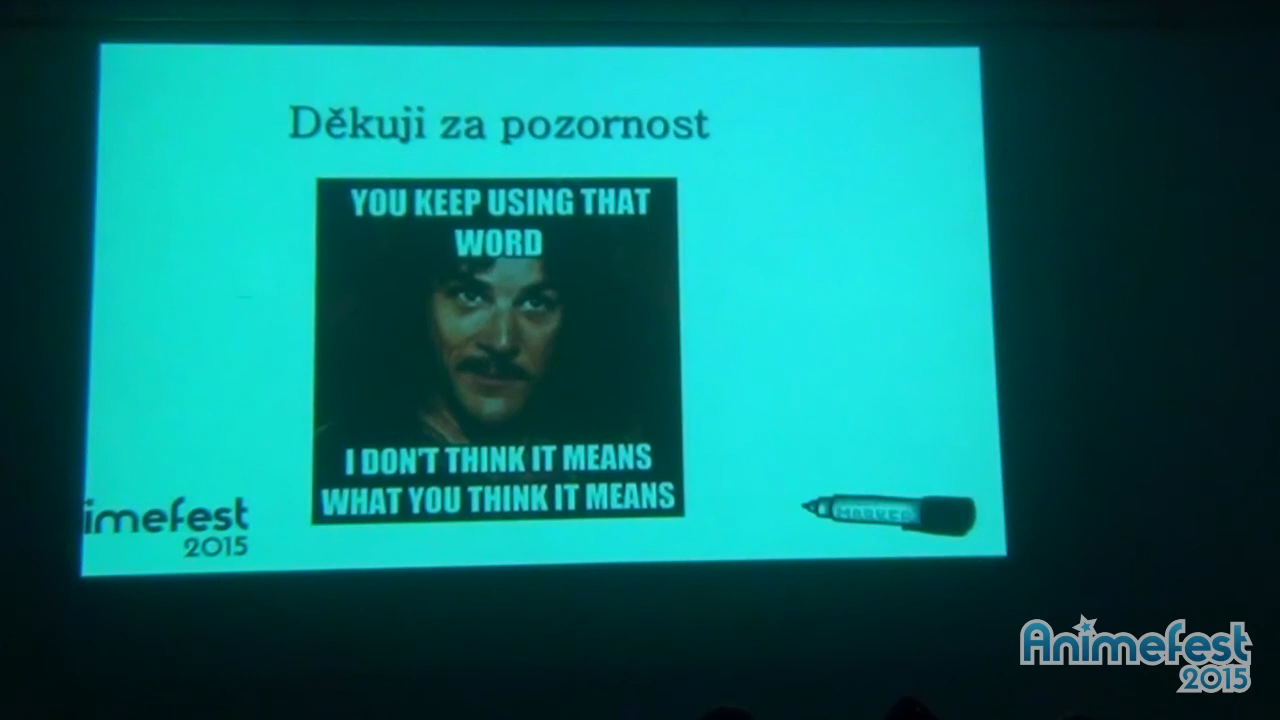 Děkuji za pozornost
YOU KEEP USING THAT
WORD
I DON'T THINK IT MEANS
WHAT YOU THINK IT MEANS
imefest
2015
MARKER
Animefest
2015